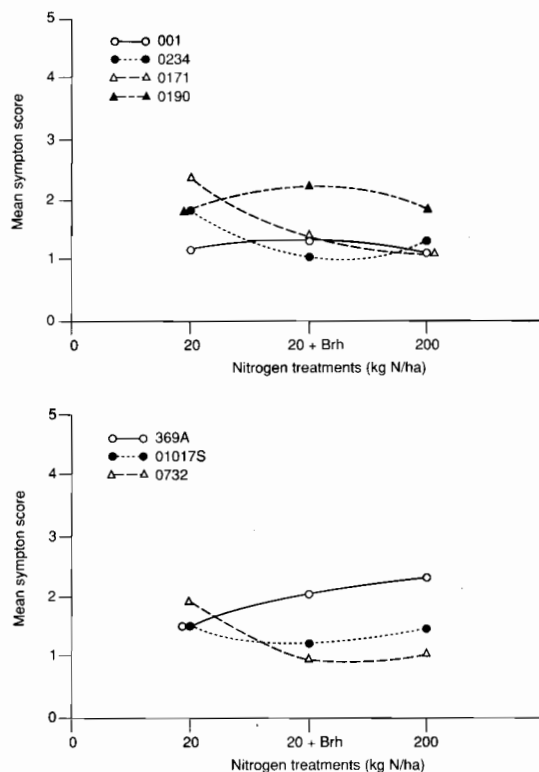 5
4
3
2
1
0
Mean sympton score
001
0234
0171
0190
0 20 20 + Brh 200
Nitrogen treatments (kg N/ha)
5
4
3
2
1
0
Mean sympton score
369A
01017S
0732
0 20 20 + Brh 200
Nitrogen treatments (kg N/ha)